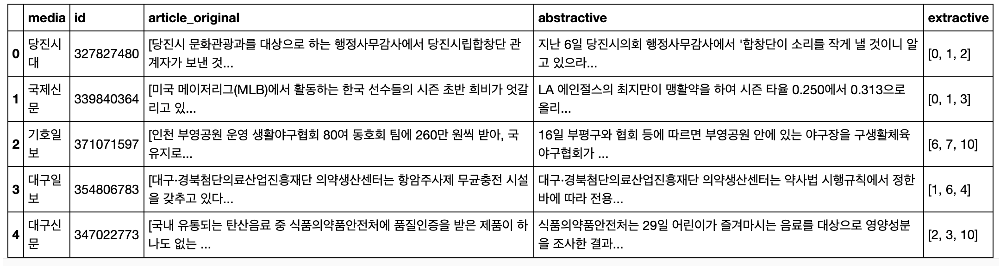 media id article_original abstractive extractive
0 당진시대 327827480 [당진시 문화관광과를 대상으로 하는 행정사무감사에서 당진시립합창단 관계자가 보낸 것... 지난 6일 당진시의회 행정사무감사에서 '합창단이 소리를 작게 낼 것이니 알고 있으라... [0, 1, 2]
1 국제신문 339840364 [미국 메이저리그(MLB)에서 활동하는 한국 선수들의 시즌 초반 희비가 엇갈리고 있... LA 에인절스의 최지만이 맹활약을 하여 시즌 타율 0.250에서 0.313으로 올리... [0, 1, 3]
2 기호일보 371071597 [인천 부영공원 운영 생활야구협회 80여 동호회 팀에 260만 원씩 받아, 국유지로... 16일 부평구와 협회 등에 따르면 부영공원 안에 있는 야구장을 구생활체육야구협회가 ... [6, 7, 10]
3 대구일보 354806783 [대구·경북첨단의료산업진흥재단 의약생산센터는 항암주사제 무균충전 시설을 갖추고 있다... 대구·경북첨단의료산업진흥재단 의약생산센터는 약사법 시행규칙에서 정한 바에 따라 전용... [1, 6, 4]
4 대구신문 347022773 [국내 유통되는 탄산음료 중 식품의약품안전처에 품질인증을 받은 제품이 하나도 없는 ... 식품의약품안전처는 29일 어린이가 즐겨마시는 음료를 대상으로 영양성분을 조사한 결과... [2, 3, 10]